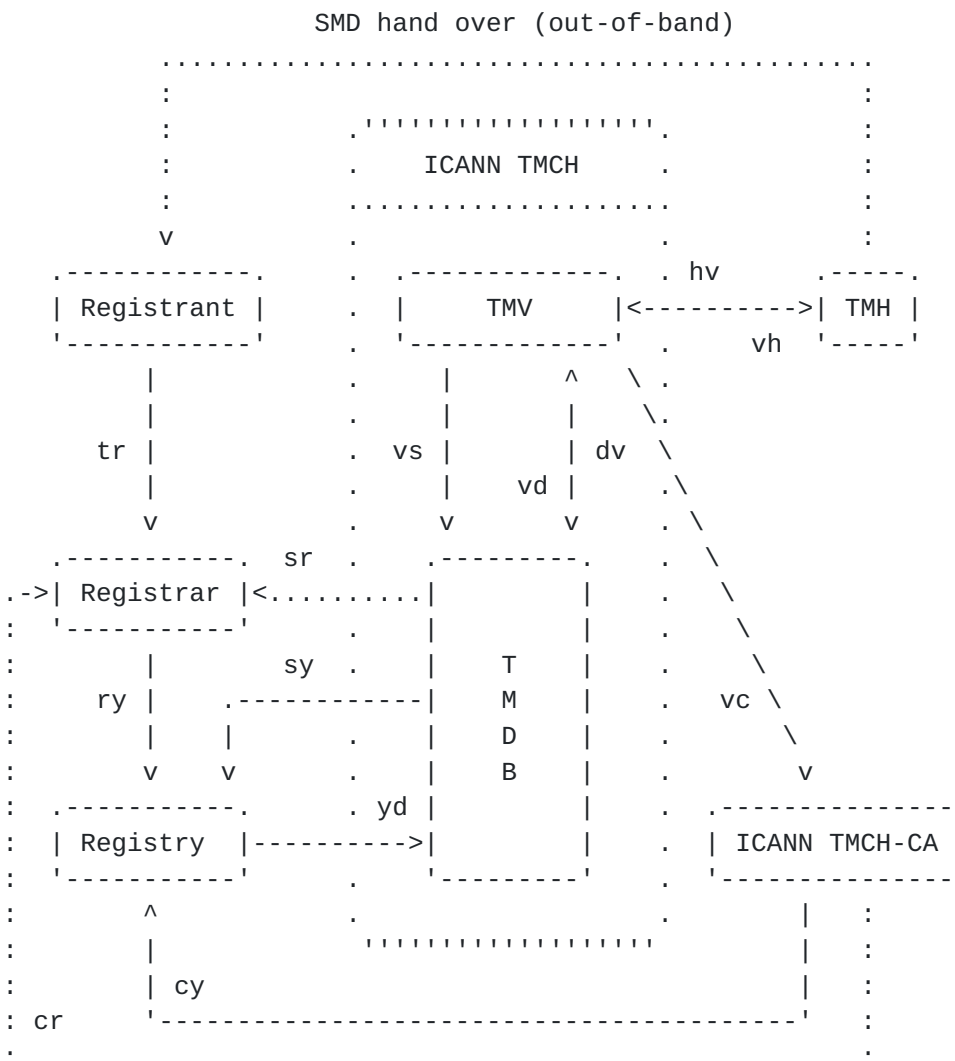 SMD hand over (out-of-band)
ICANN TMCH
hv
Registrant TMV TMH
vh
tr vs dv
vd
sr
Registrar
sy T
ry M vc
D
B
yd
Registry ICANN TMCH-CA
cy
cr